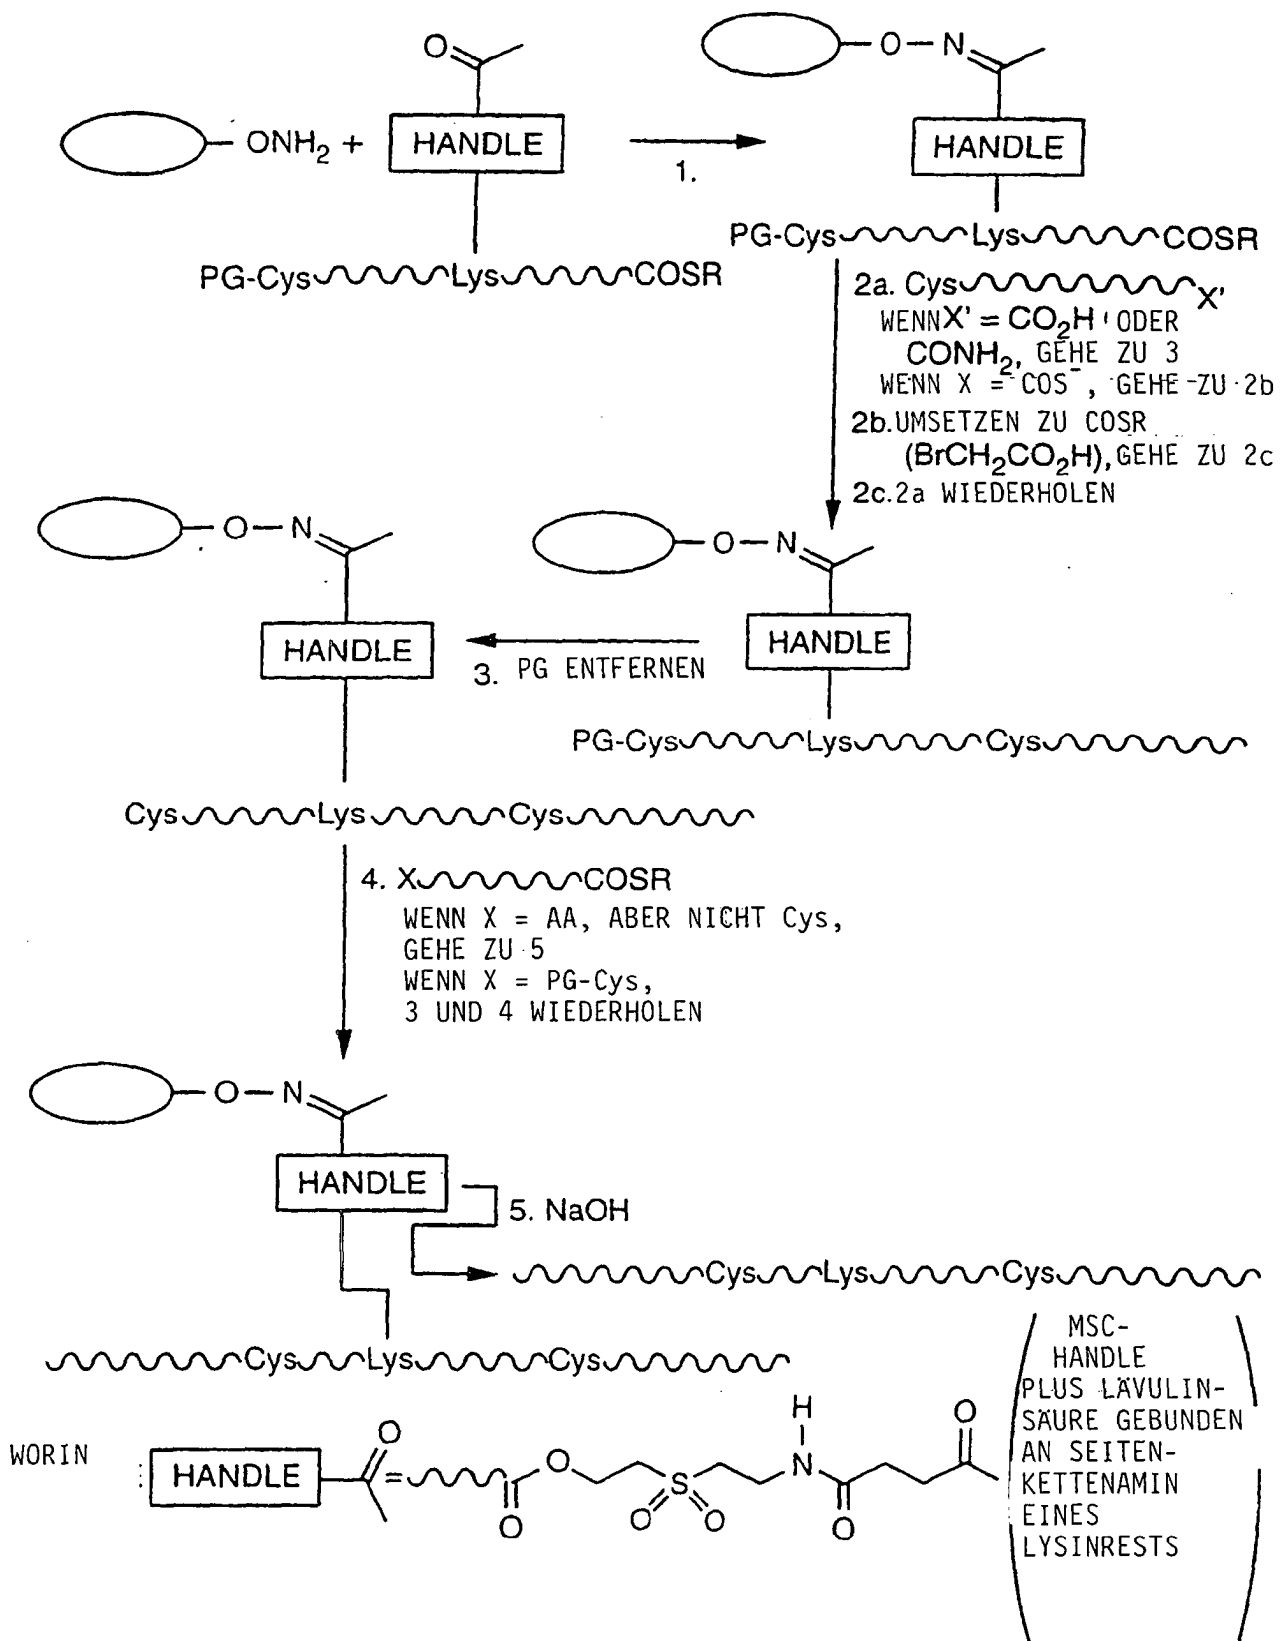 ONH2 + O HANDLE 1. O-N HANDLE
PG-Cys Lys COSR
PG-Cys Lys COSR
2a. Cys X'
WENN X' = CO2H ODER
CONH2, GEHE ZU 3
WENN X = COS-, GEHE ZU 2b
2b. UMSETZEN ZU COSR
(BrCH2CO2H), GEHE ZU 2c
2c. 2a WIEDERHOLEN
O-N HANDLE
O-N HANDLE
3. PG ENTFERNEN
PG-Cys Lys Cys
Cys Lys Cys
4. X COSR
WENN X = AA, ABER NICHT Cys,
GEHE ZU 5
WENN X = PG-Cys,
3 UND 4 WIEDERHOLEN
O-N
HANDLE
5. NaOH
Cys Lys Cys
Cys Lys Cys
WORIN HANDLE O = O O S O O N H O O
MSC-
HANDLE
PLUS LÄVULIN-
SÄURE GEBUNDEN
AN SEITEN-
KETTENAMIN
EINES
LYSINRESTS